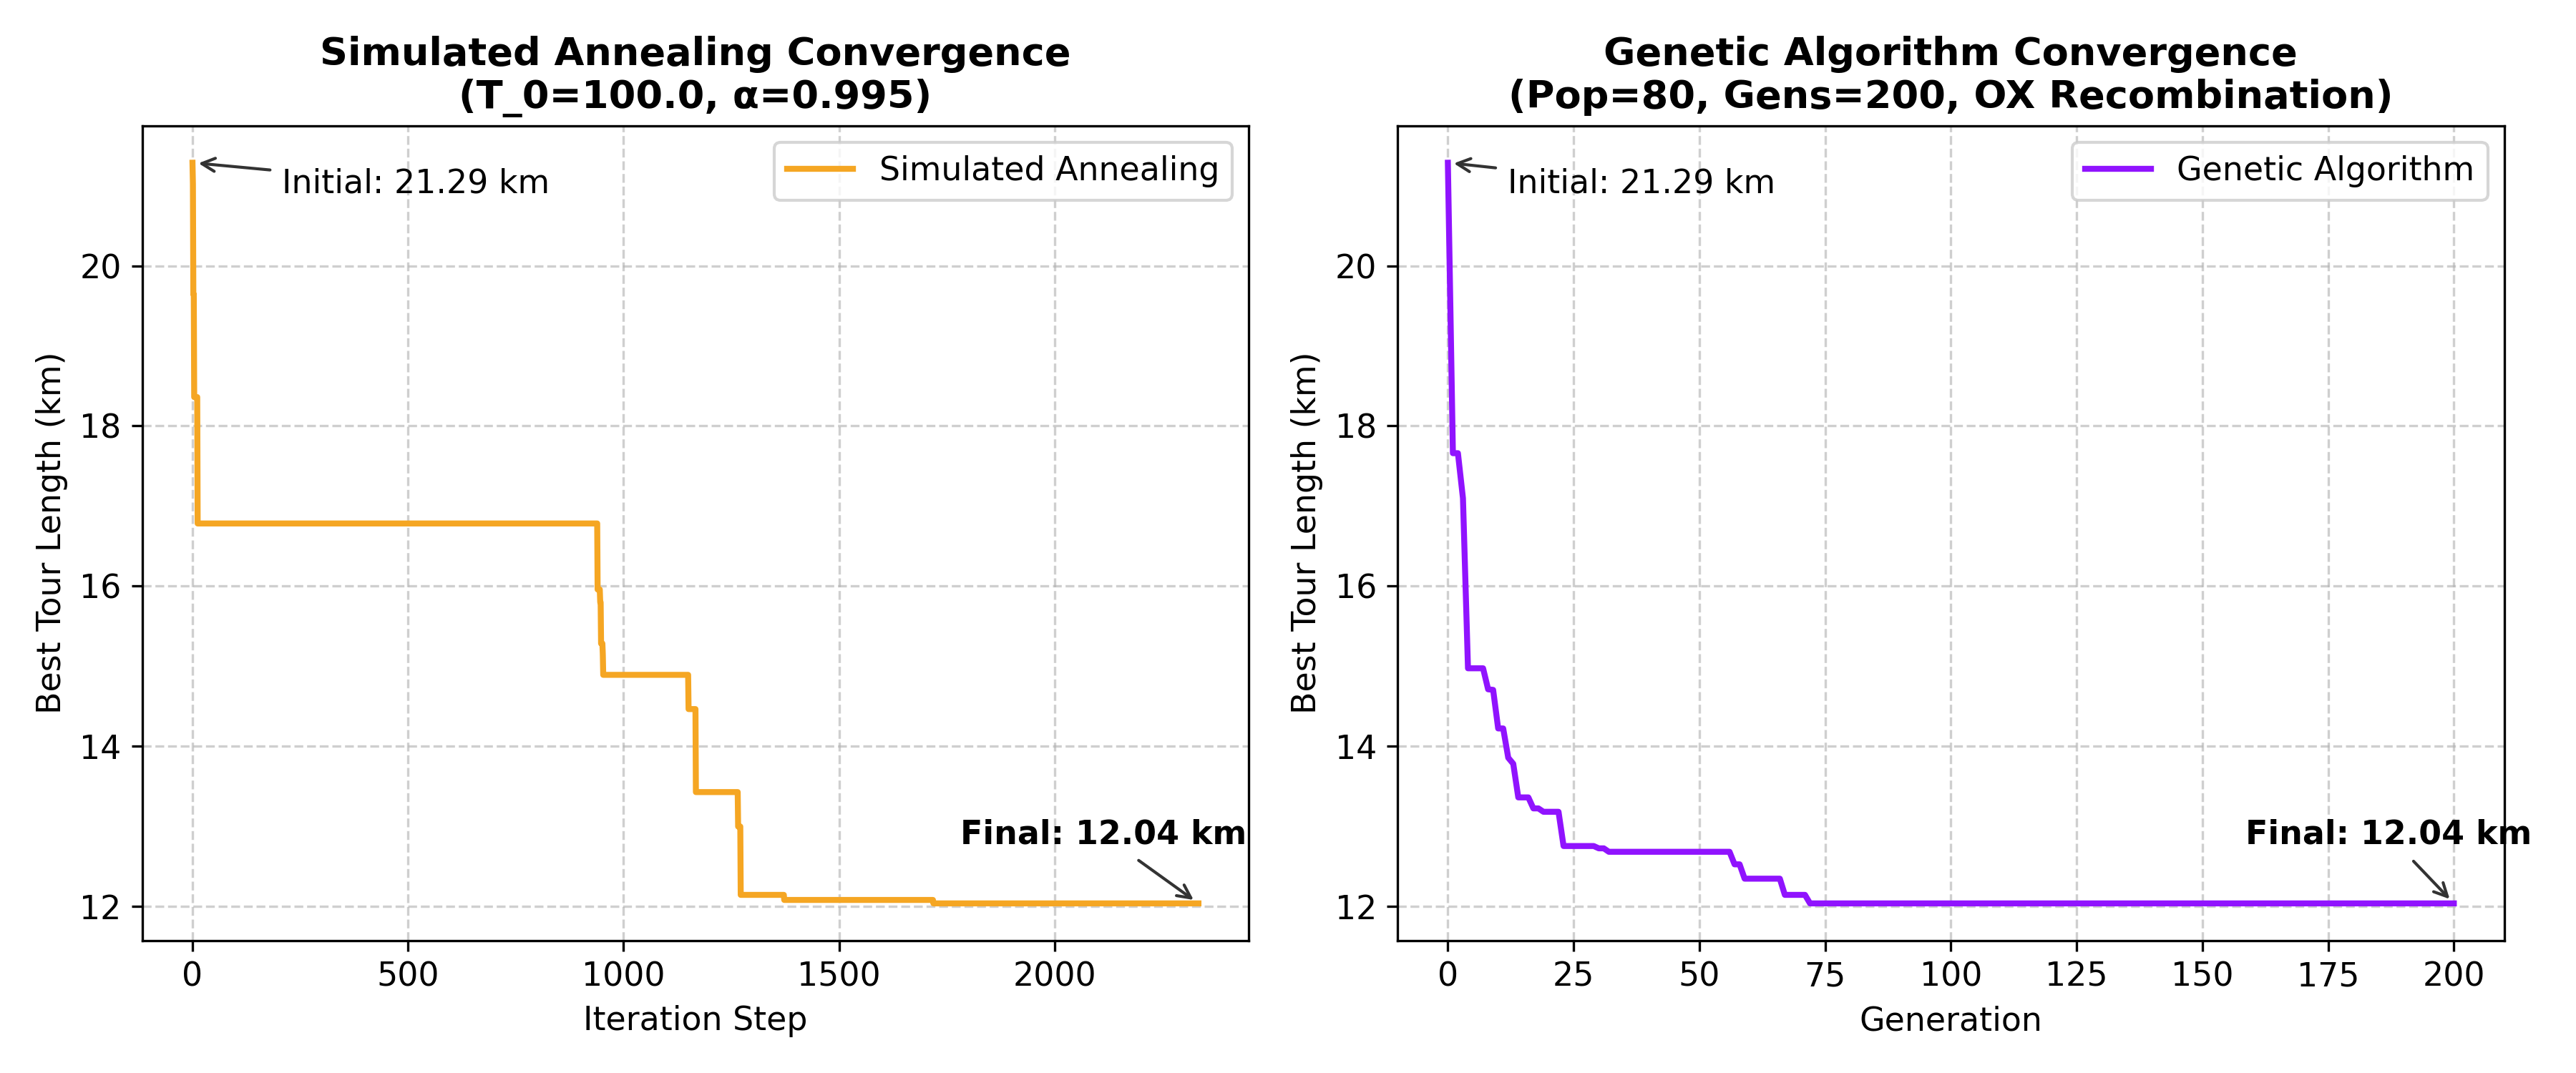 Simulated Annealing Convergence
(T_0=100.0, α=0.995)
Initial: 21.29 km
Simulated Annealing
20
18
16
14
12
Best Tour Length (km)
Final: 12.04 km
0
500
1000
1500
2000
Iteration Step
Genetic Algorithm Convergence
(Pop=80, Gens=200, OX Recombination)
Initial: 21.29 km
Genetic Algorithm
20
18
16
14
12
Best Tour Length (km)
Final: 12.04 km
0
25
50
75
100
125
150
175
200
Generation